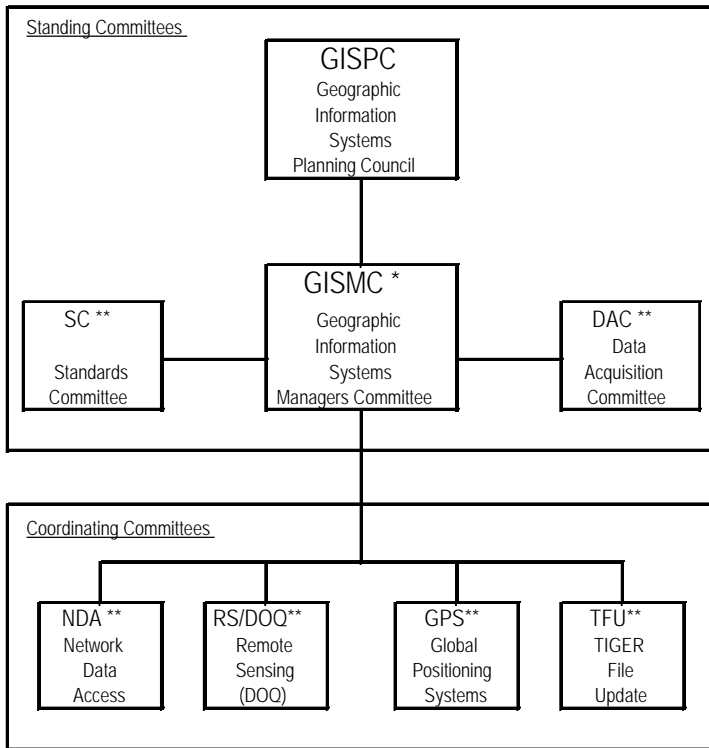 Standing Committees
GISPC
Geographic
Information
Systems
Planning Council
GISMC *
Geographic
Information
Systems
Managers Committee
SC **
Standards
Committee
DAC **
Data
Acquisition
Committee
Coordinating Committees
NDA **
Network
Data
Access
RS/DOQ**
Remote
Sensing
(DOQ)
GPS**
Global
Positioning
Systems
TFU**
TIGER
File
Update